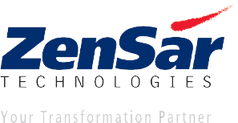 ZenSar
TECHNOLOGIES
Your Transformation Partner